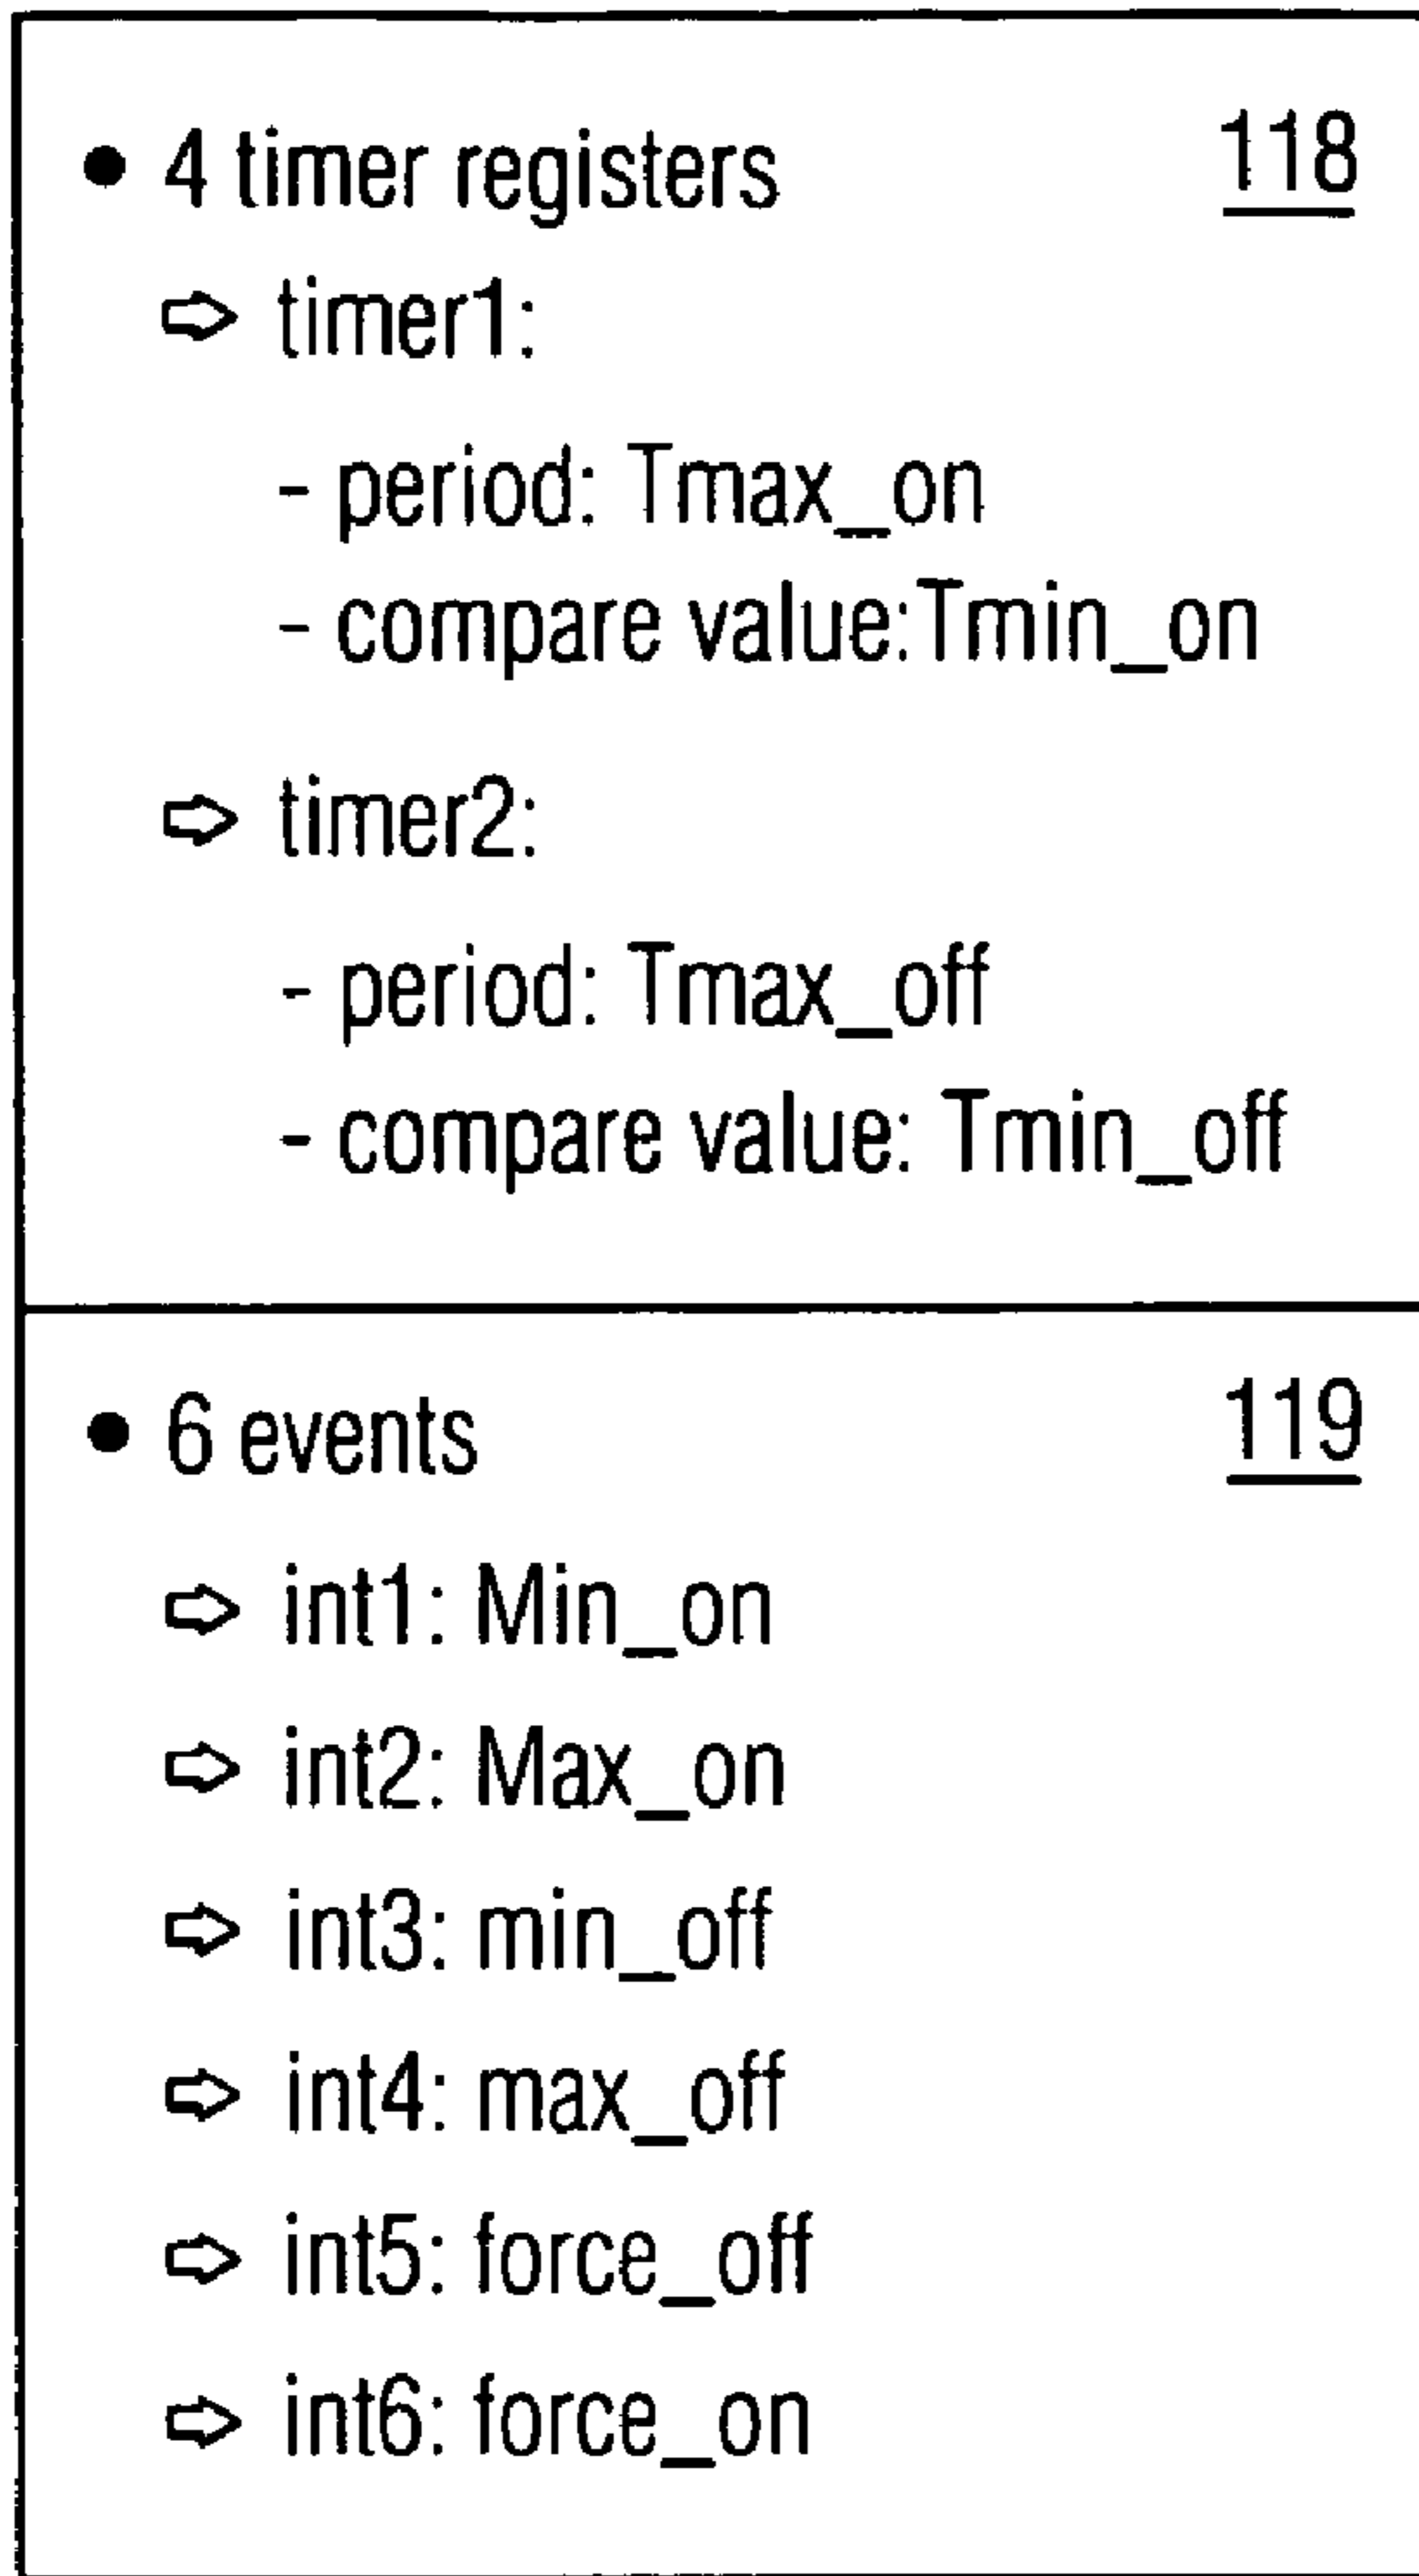 ● 4 timer registers 118
⇨ timer1:
- period: Tmax_on
- compare value:Tmin_on
⇨ timer2:
- period: Tmax_off
- compare value: Tmin_off
● 6 events 119
⇨ int1: Min_on
⇨ int2: Max_on
⇨ int3: min_off
⇨ int4: max_off
⇨ int5: force_off
⇨ int6: force_on